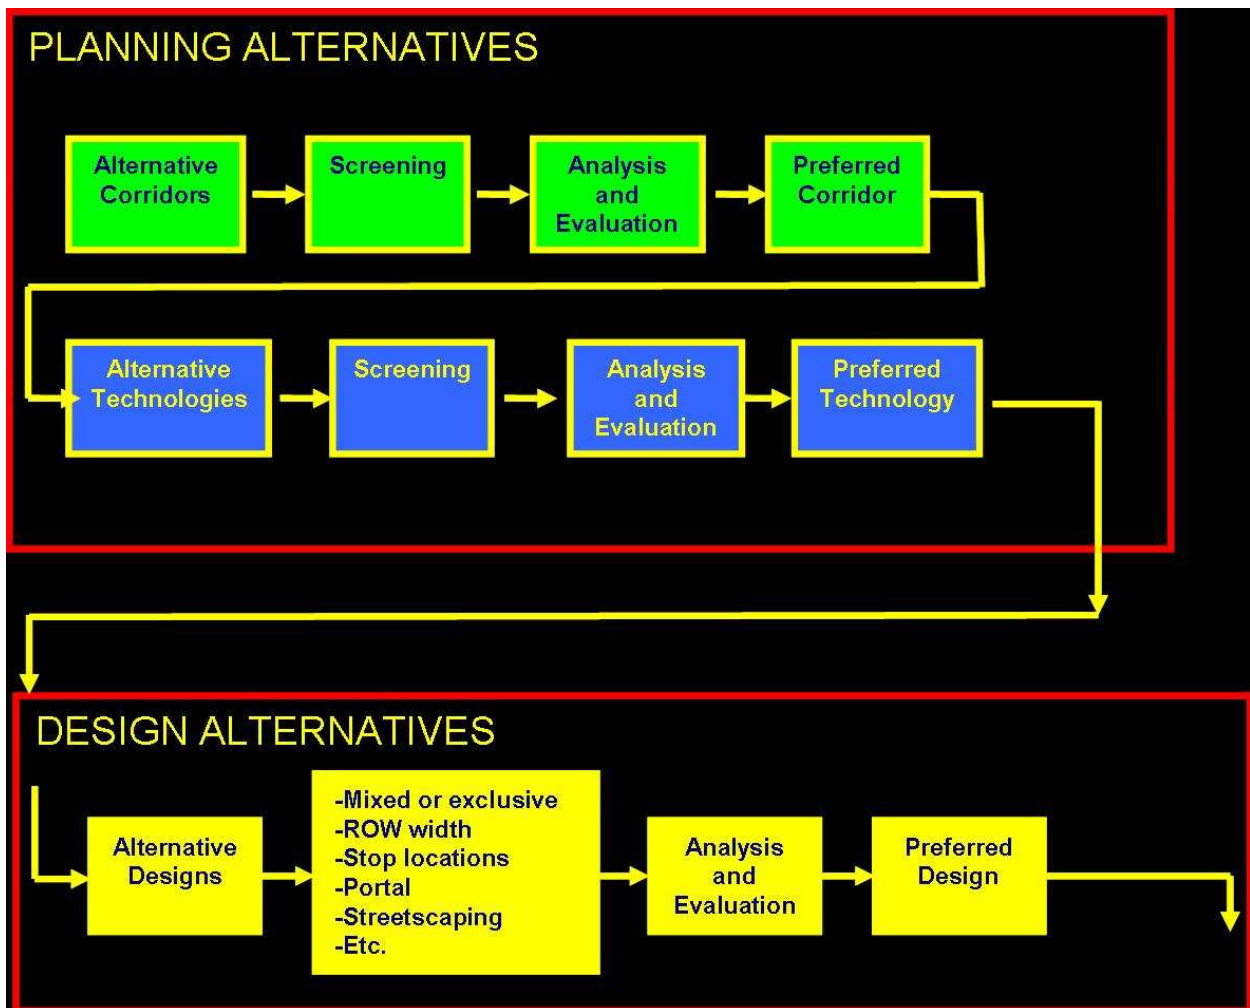 PLANNING ALTERNATIVES
Alternative
Corridors
Screening
Analysis
and
Evaluation
Preferred
Corridor
Alternative
Technologies
Screening
Analysis
and
Evaluation
Preferred
Technology
DESIGN ALTERNATIVES
Alternative
Designs
-Mixed or exclusive
-ROW width
-Stop locations
-Portal
-Streetscaping
-Etc.
Analysis
and
Evaluation
Preferred
Design